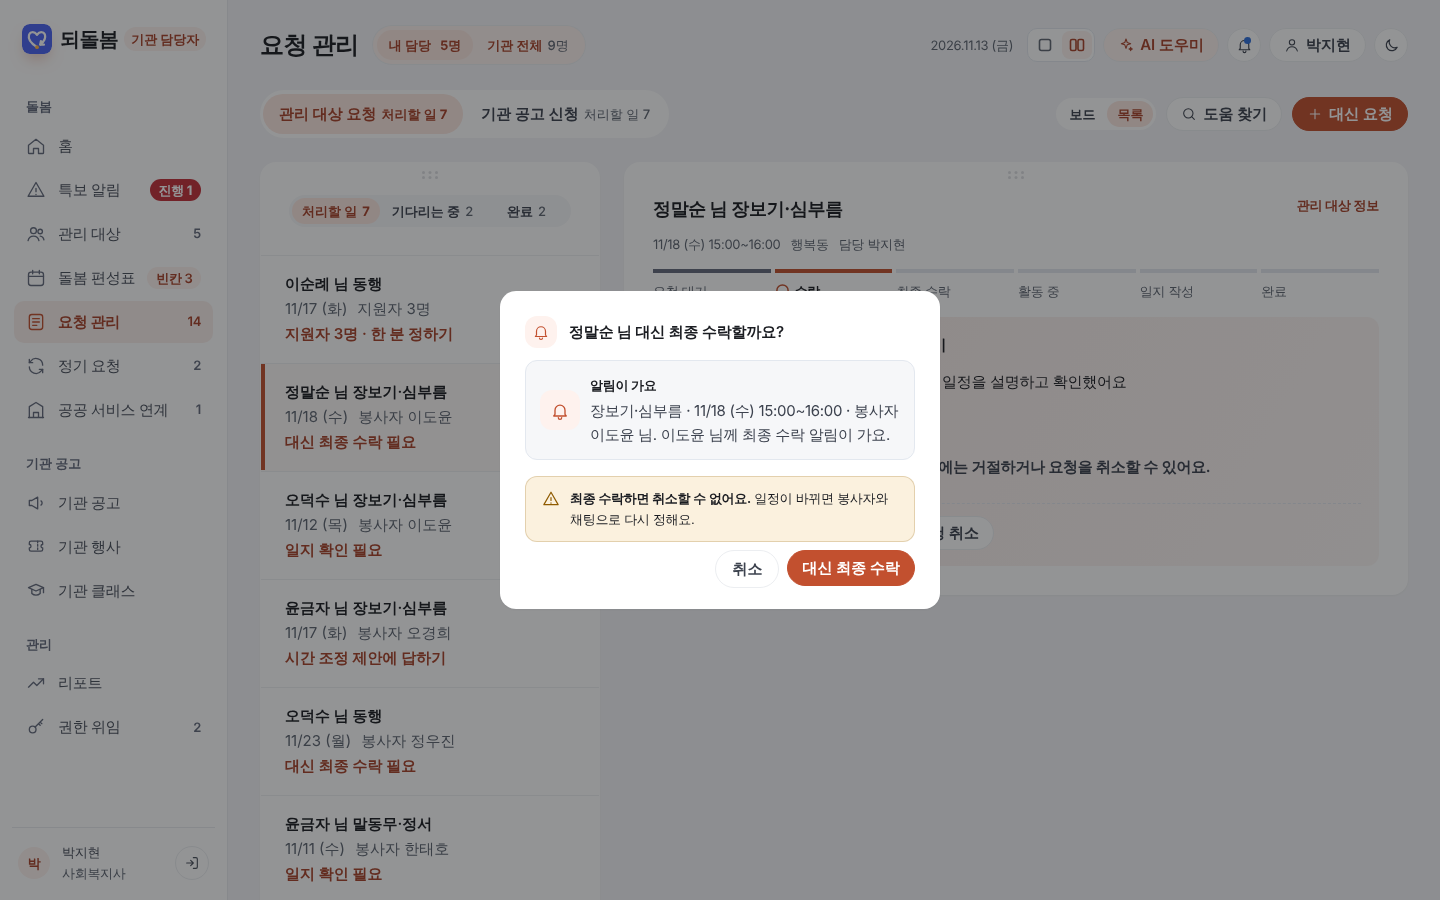 되돌봄 기관 담당자
돌봄
홈
특보 알림 진행 1
관리 대상 5
돌봄 편성표 빈칸 3
요청 관리 14
정기 요청 2
공공 서비스 연계 1
기관 공고
기관 공고
기관 행사
기관 클래스
관리
리포트
권한 위임 2
박 박지현
사회복지사
요청 관리 내 담당 5명 기관 전체 9명
2026.11.13 (금) AI 도우미 박지현
관리 대상 요청 처리할 일 7 기관 공고 신청 처리할 일 7
보드 목록 도움 찾기 대신 요청
처리할 일 7 기다리는 중 2 완료 2
이순례 님 동행
11/17 (화) 지원자 3명
지원자 3명 · 한 분 정하기
정말순 님 장보기·심부름
11/18 (수) 봉사자 이도윤
대신 최종 수락 필요
오덕수 님 장보기·심부름
11/12 (목) 봉사자 이도윤
일지 확인 필요
윤금자 님 장보기·심부름
11/17 (화) 봉사자 오경희
시간 조정 제안에 답하기
오덕수 님 동행
11/23 (월) 봉사자 정우진
대신 최종 수락 필요
윤금자 님 말동무·정서
11/11 (수) 봉사자 한태호
일지 확인 필요
정말순 님 장보기·심부름 관리 대상 정보
11/18 (수) 15:00~16:00 행복동 담당 박지현
수락 활동 중 일지 작성 완료
일정을 설명하고 확인했어요
에는 거절하거나 요청을 취소할 수 있어요.
취소
정말순 님 대신 최종 수락할까요?
알림이 가요
장보기·심부름 · 11/18 (수) 15:00~16:00 · 봉사자
이도윤 님. 이도윤 님께 최종 수락 알림이 가요.
최종 수락하면 취소할 수 없어요. 일정이 바뀌면 봉사자와
채팅으로 다시 정해요.
취소 대신 최종 수락